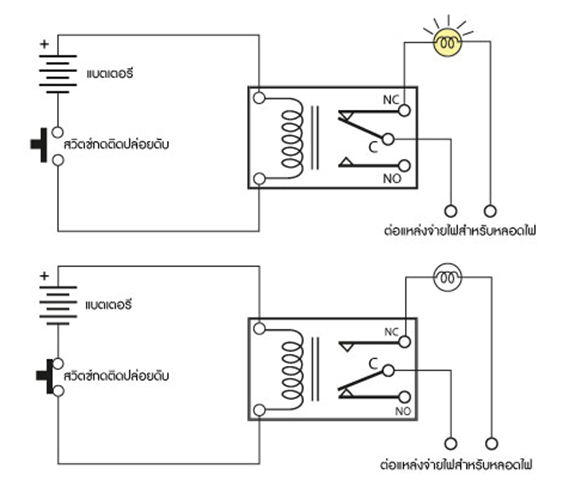 +
แบตเตอรี่
สวิตช์กดติดปล่อยดับ
NC
C
NO
ต่อแหล่งจ่ายไฟสำหรับหลอดไฟ
+
แบตเตอรี่
สวิตช์กดติดปล่อยดับ
NC
C
NO
ต่อแหล่งจ่ายไฟสำหรับหลอดไฟ